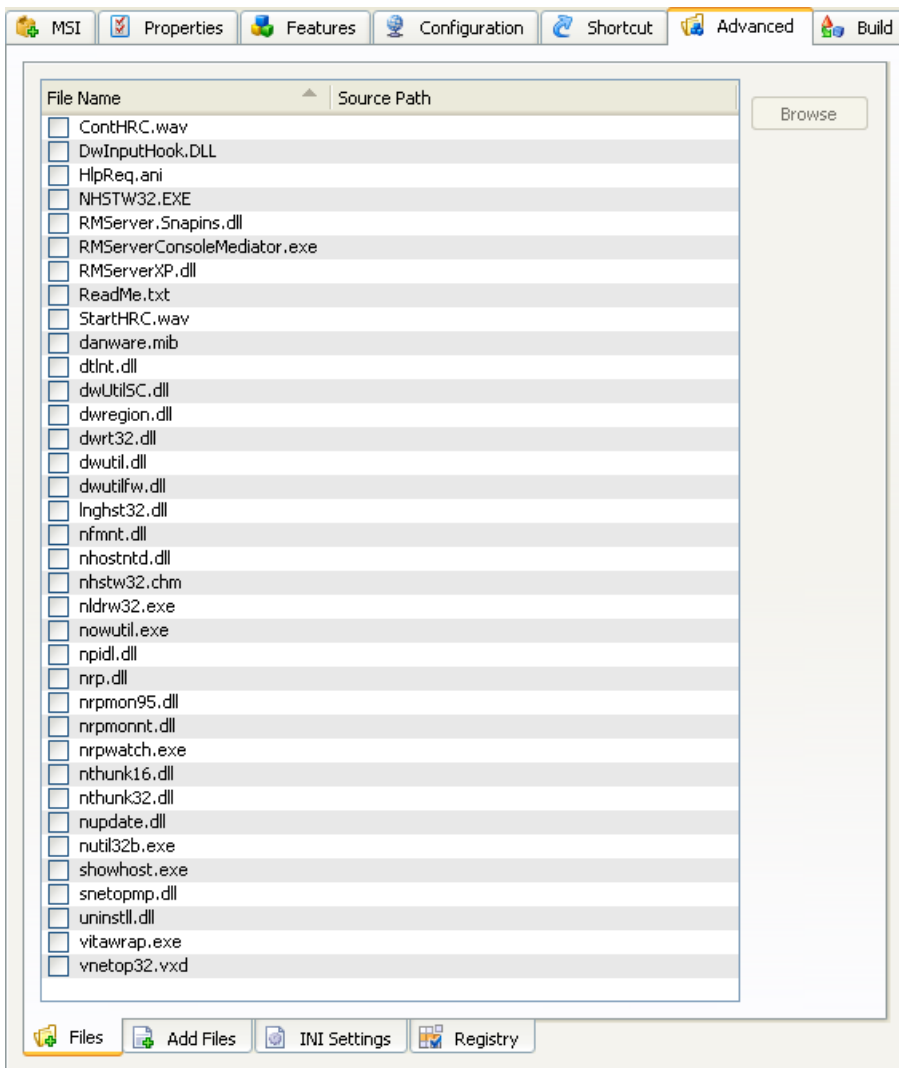 MSI Properties Features Configuration Shortcut Advanced Build
File Name Source Path
Browse
ContHRC.wav
DwInputHook.DLL
HlpReq.ani
NHSTW32.EXE
RMServer.Snapins.dll
RMServerConsoleMediator.exe
RMServerXP.dll
ReadMe.txt
StartHRC.wav
danware.mib
dtlnt.dll
dwUtilSC.dll
dwregion.dll
dwrt32.dll
dwutil.dll
dwutilfw.dll
lnghst32.dll
nfmnt.dll
nhostntd.dll
nhstw32.chm
nldrw32.exe
nowutil.exe
npidl.dll
nrp.dll
nrpmon95.dll
nrpmonnt.dll
nrpwatch.exe
nthunk16.dll
nthunk32.dll
nupdate.dll
nutil32b.exe
showhost.exe
snetopmp.dll
uninstll.dll
vitawrap.exe
vnetop32.vxd
Files Add Files INI Settings Registry